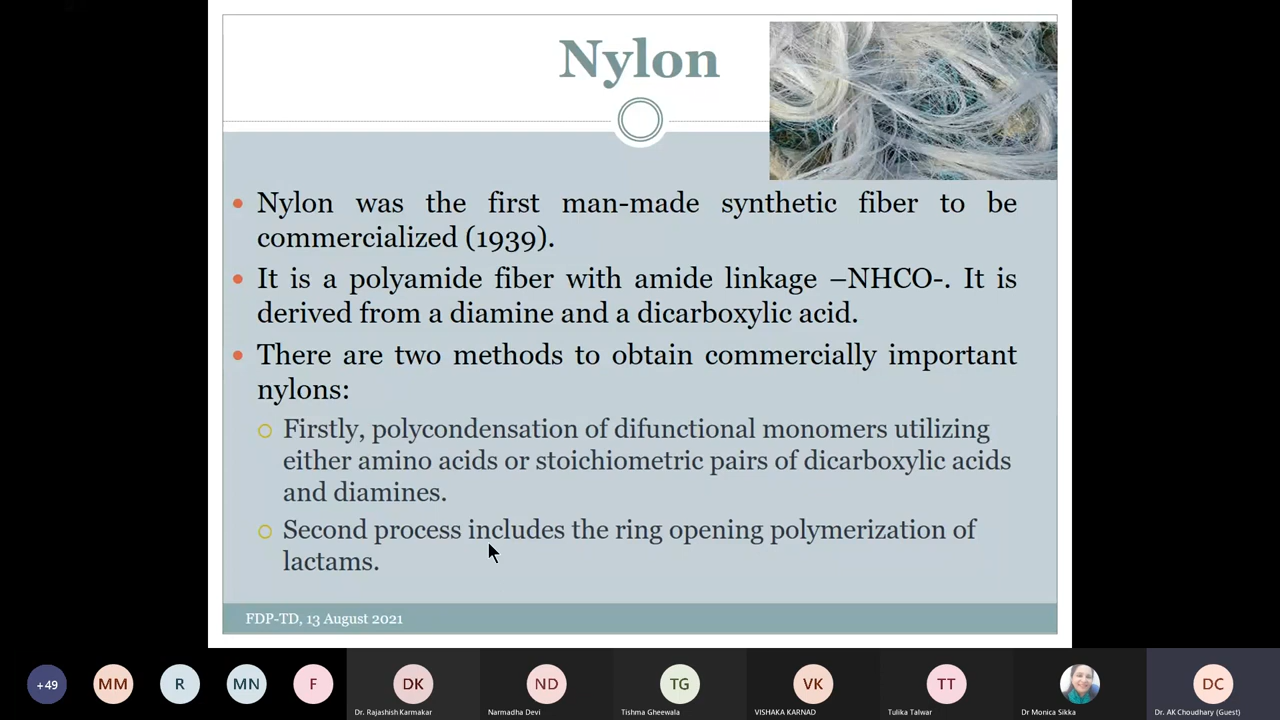 Nylon
Nylon was the first man-made synthetic fiber to be
commercialized (1939).
It is a polyamide fiber with amide linkage –NHCO-. It is
derived from a diamine and a dicarboxylic acid.
There are two methods to obtain commercially important
nylons:
Firstly, polycondensation of difunctional monomers utilizing
either amino acids or stoichiometric pairs of dicarboxylic acids
and diamines.
Second process includes the ring opening polymerization of
lactams.
FDP-TD, 13 August 2021
+49 MM R MN F DK ND TG VK TT DC
Dr. Rajashish Karmakar Narmadha Devi Tishma Gheewala VISHAKA KARNAD Tulika Talwar Dr Monica Sikka Dr. AK Choudhary (Guest)